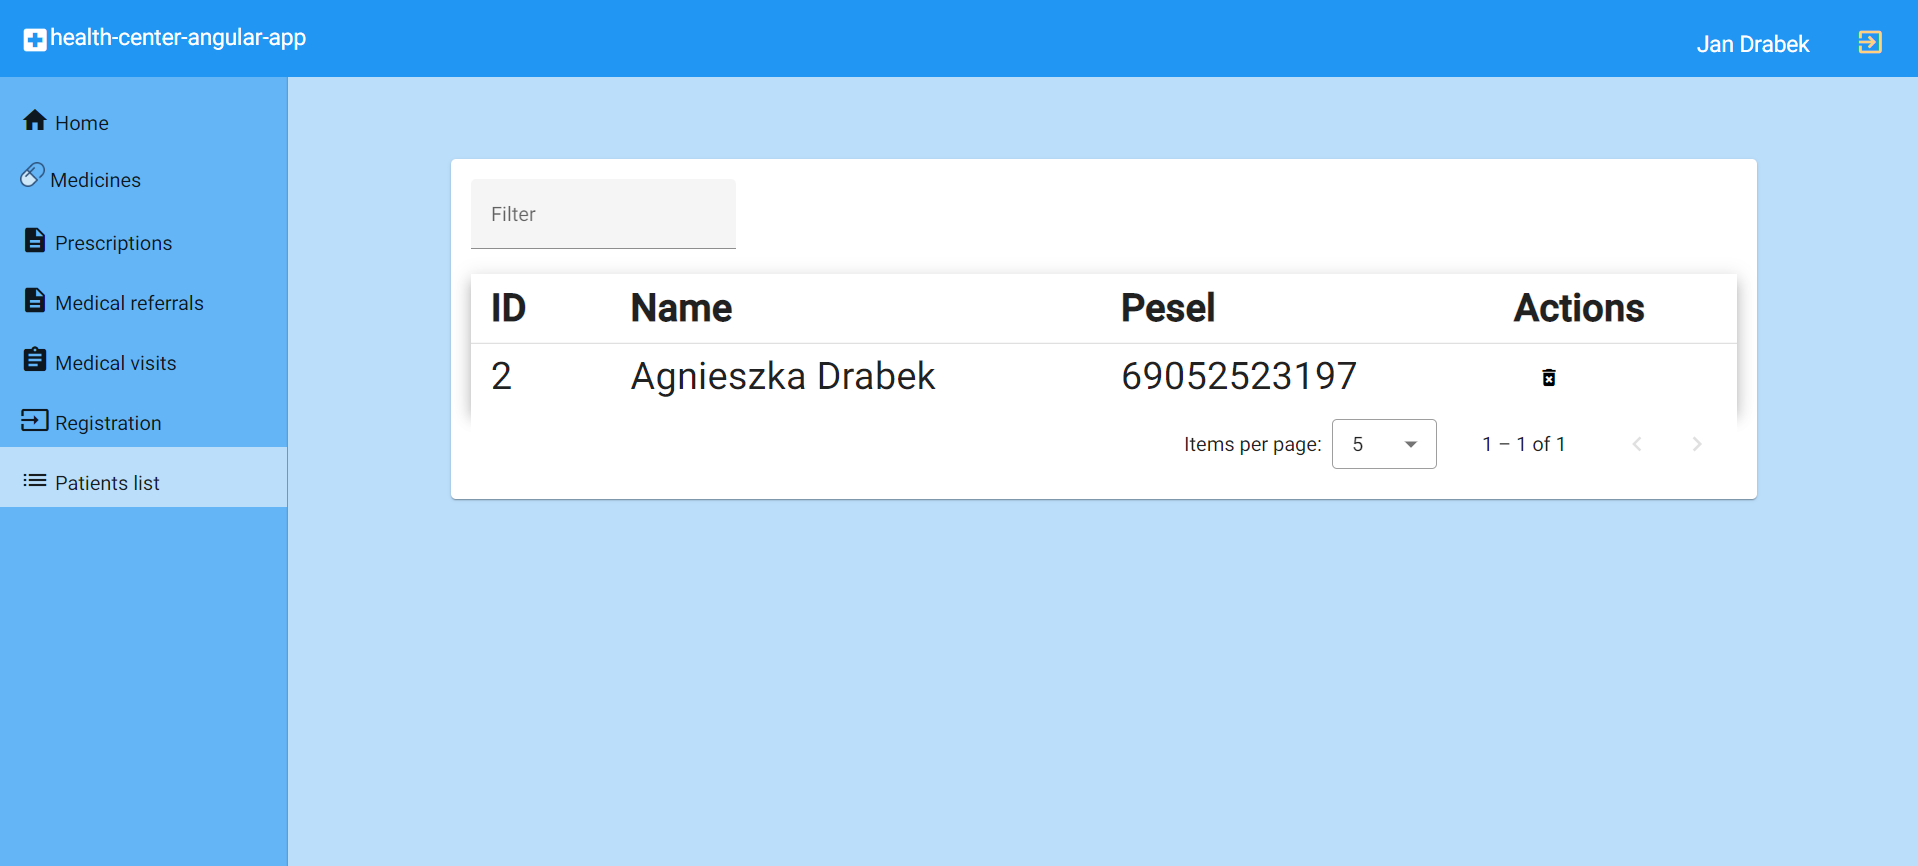 health-center-angular-app
Jan Drabek
Home
Medicines
Prescriptions
Medical referrals
Medical visits
Registration
Patients list
Filter
ID Name Pesel Actions
2 Agnieszka Drabek 69052523197
Items per page: 5 1 – 1 of 1